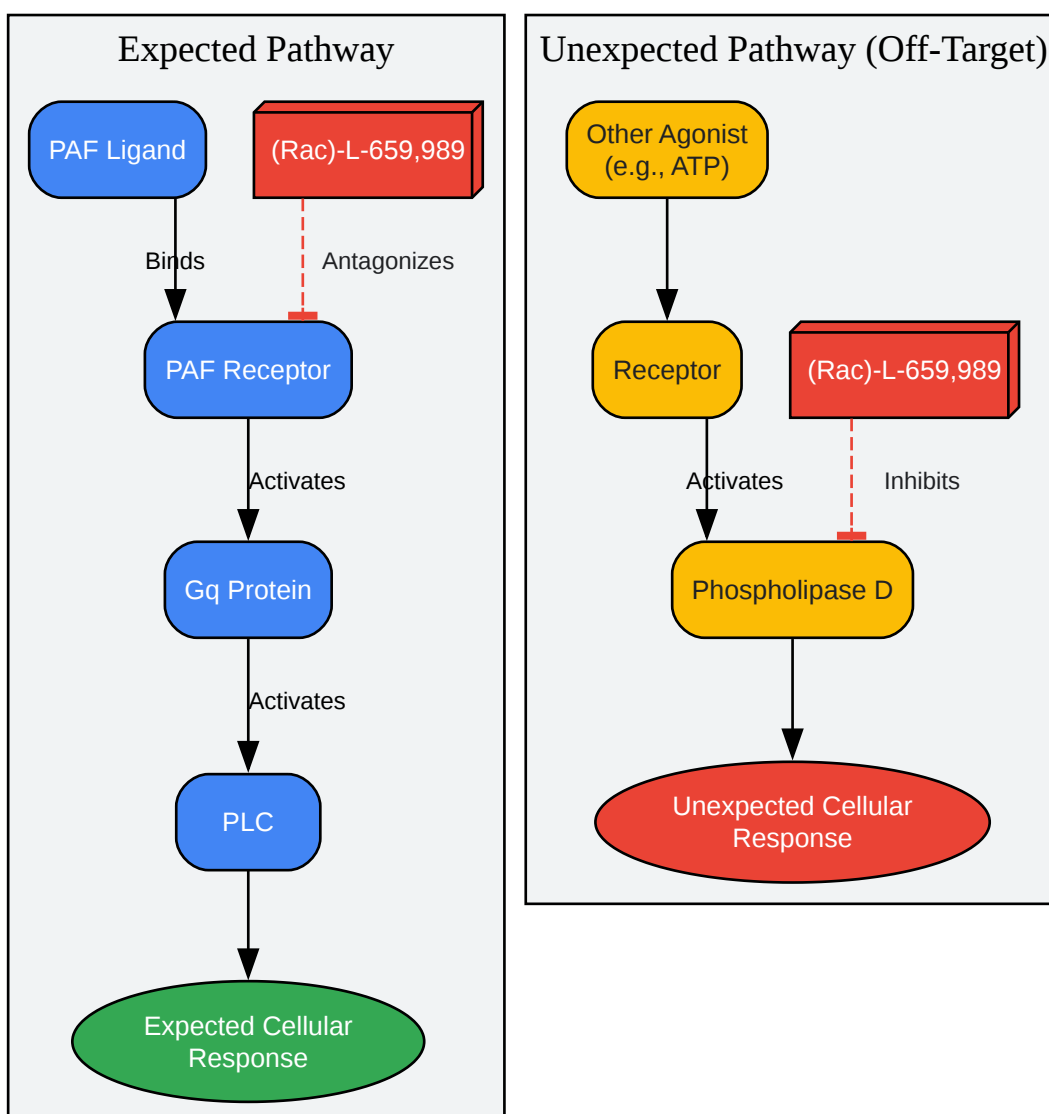 Expected Pathway
PAF Ligand
(Rac)-L-659,989
Binds
Antagonizes
PAF Receptor
Activates
Gq Protein
Activates
PLC
Expected Cellular
Response
Unexpected Pathway (Off-Target)
Other Agonist
(e.g., ATP)
Receptor
(Rac)-L-659,989
Activates
Inhibits
Phospholipase D
Unexpected Cellular
Response